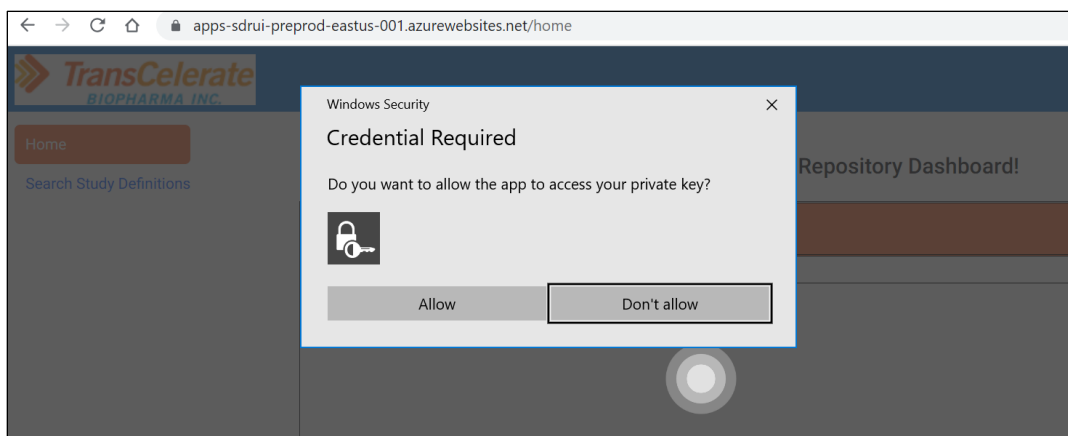 apps-sdrui-preprod-eastus-001.azurewebsites.net/home
TransCelerate
BIOPHARMA INC.
Windows Security
Credential Required
Home
Repository Dashboard!
Search Study Definitions
Do you want to allow the app to access your private key?
Allow
Don't allow